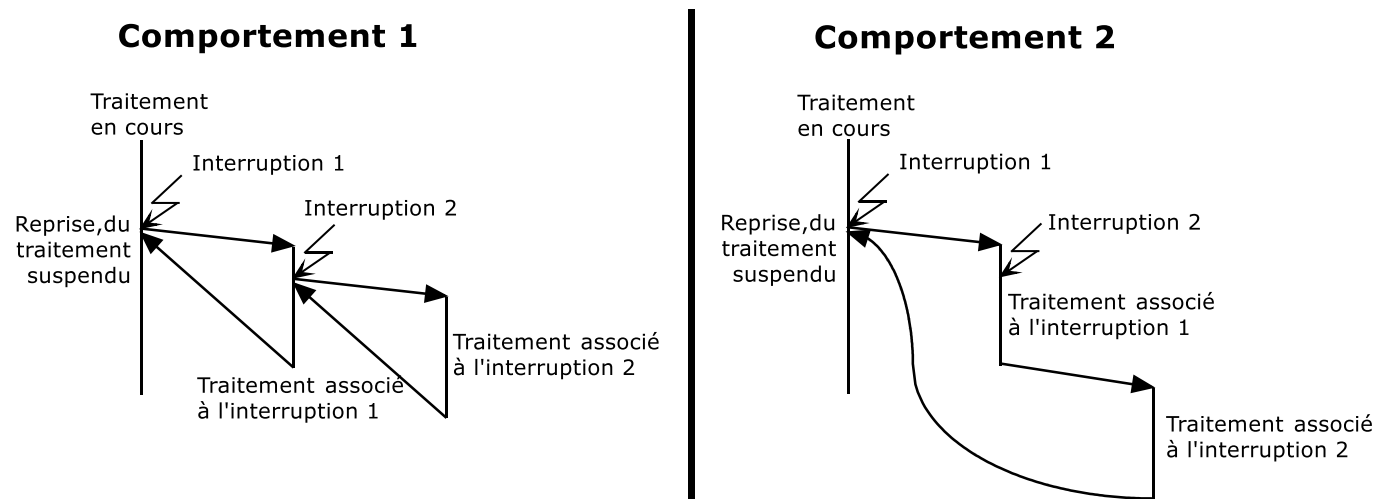 Comportement 1
Traitement
en cours
Interruption 1
Interruption 2
Reprise,du
traitement
suspendu
Traitement associé
à l'interruption 2
Traitement associé
à l'interruption 1
Comportement 2
Traitement
en cours
Interruption 1
Interruption 2
Reprise,du
traitement
suspendu
Traitement associé
à l'interruption 1
Traitement associé
à l'interruption 2